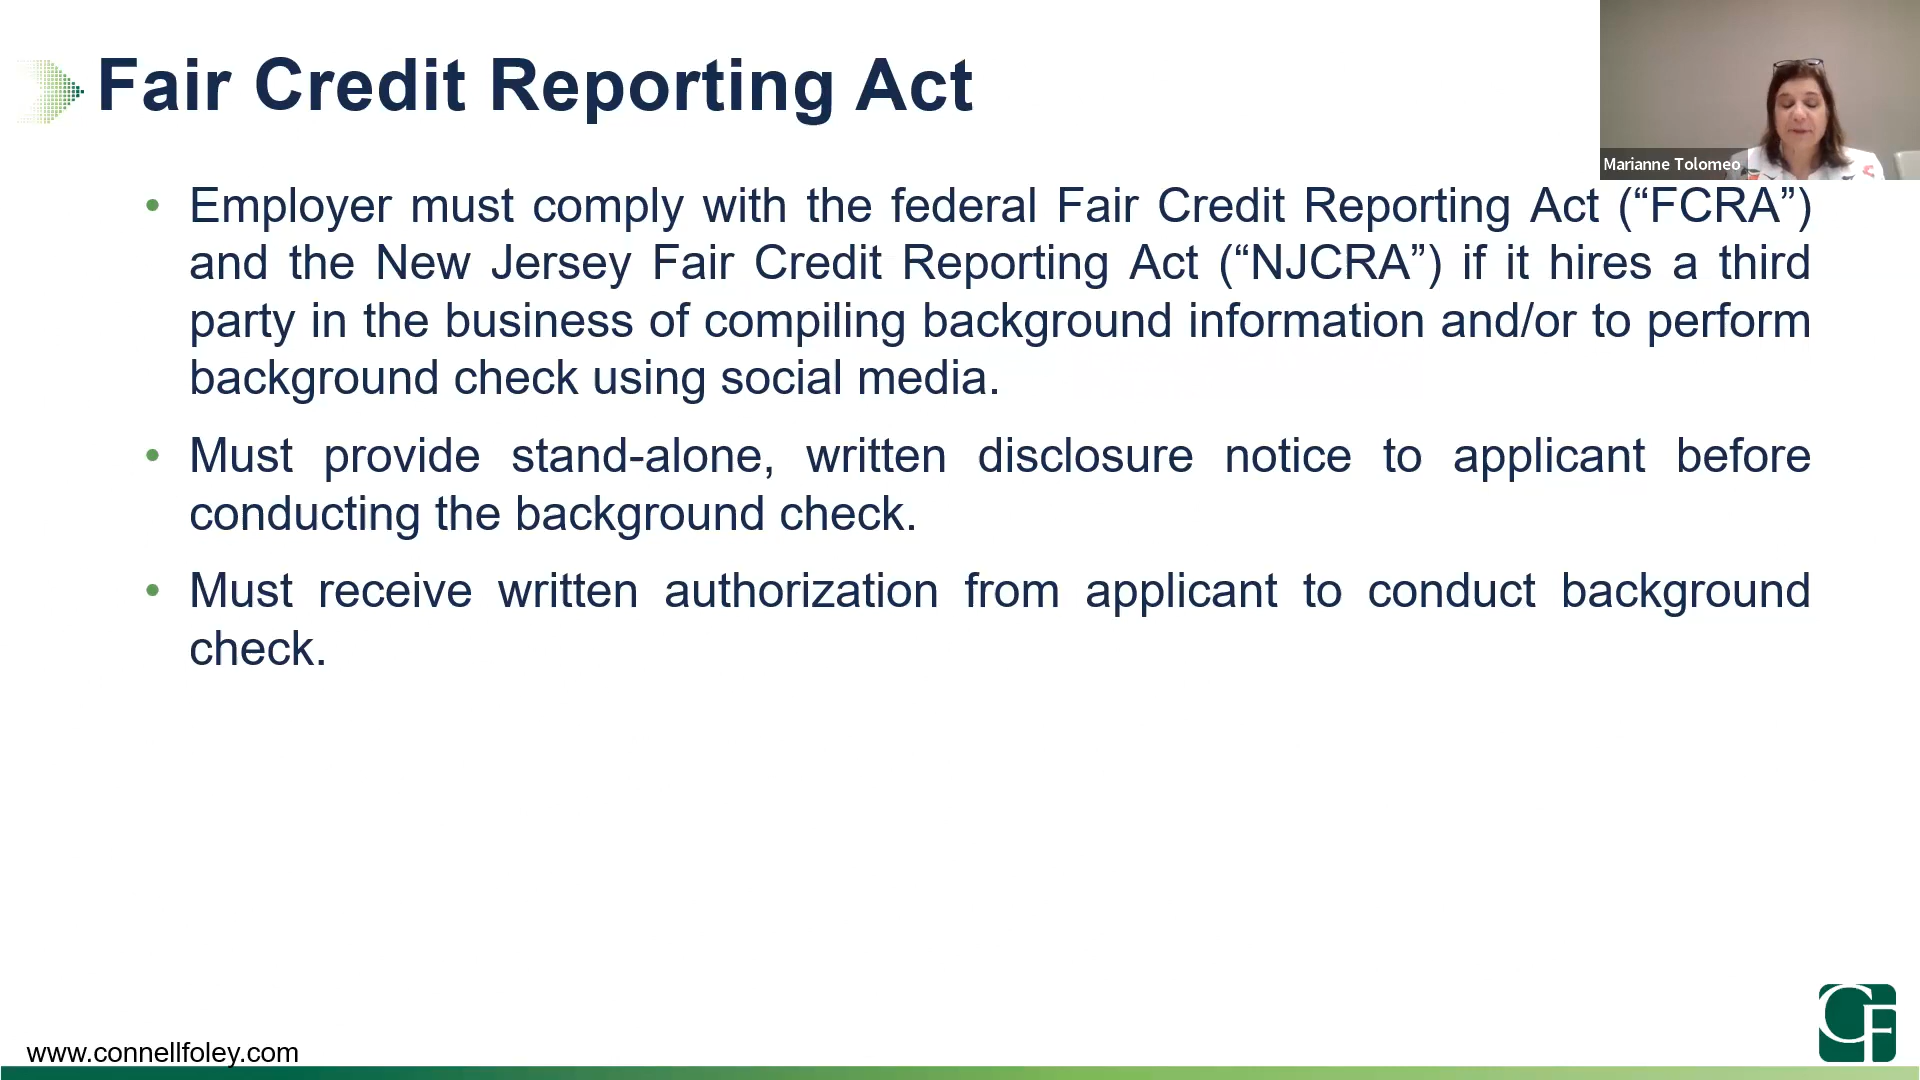 Fair Credit Reporting Act
Marianne Tolomeo
• Employer must comply with the federal Fair Credit Reporting Act (“FCRA”)
and the New Jersey Fair Credit Reporting Act (“NJCRA”) if it hires a third
party in the business of compiling background information and/or to perform
background check using social media.
• Must provide stand-alone, written disclosure notice to applicant before
conducting the background check.
• Must receive written authorization from applicant to conduct background
check.
www.connellfoley.com
CF